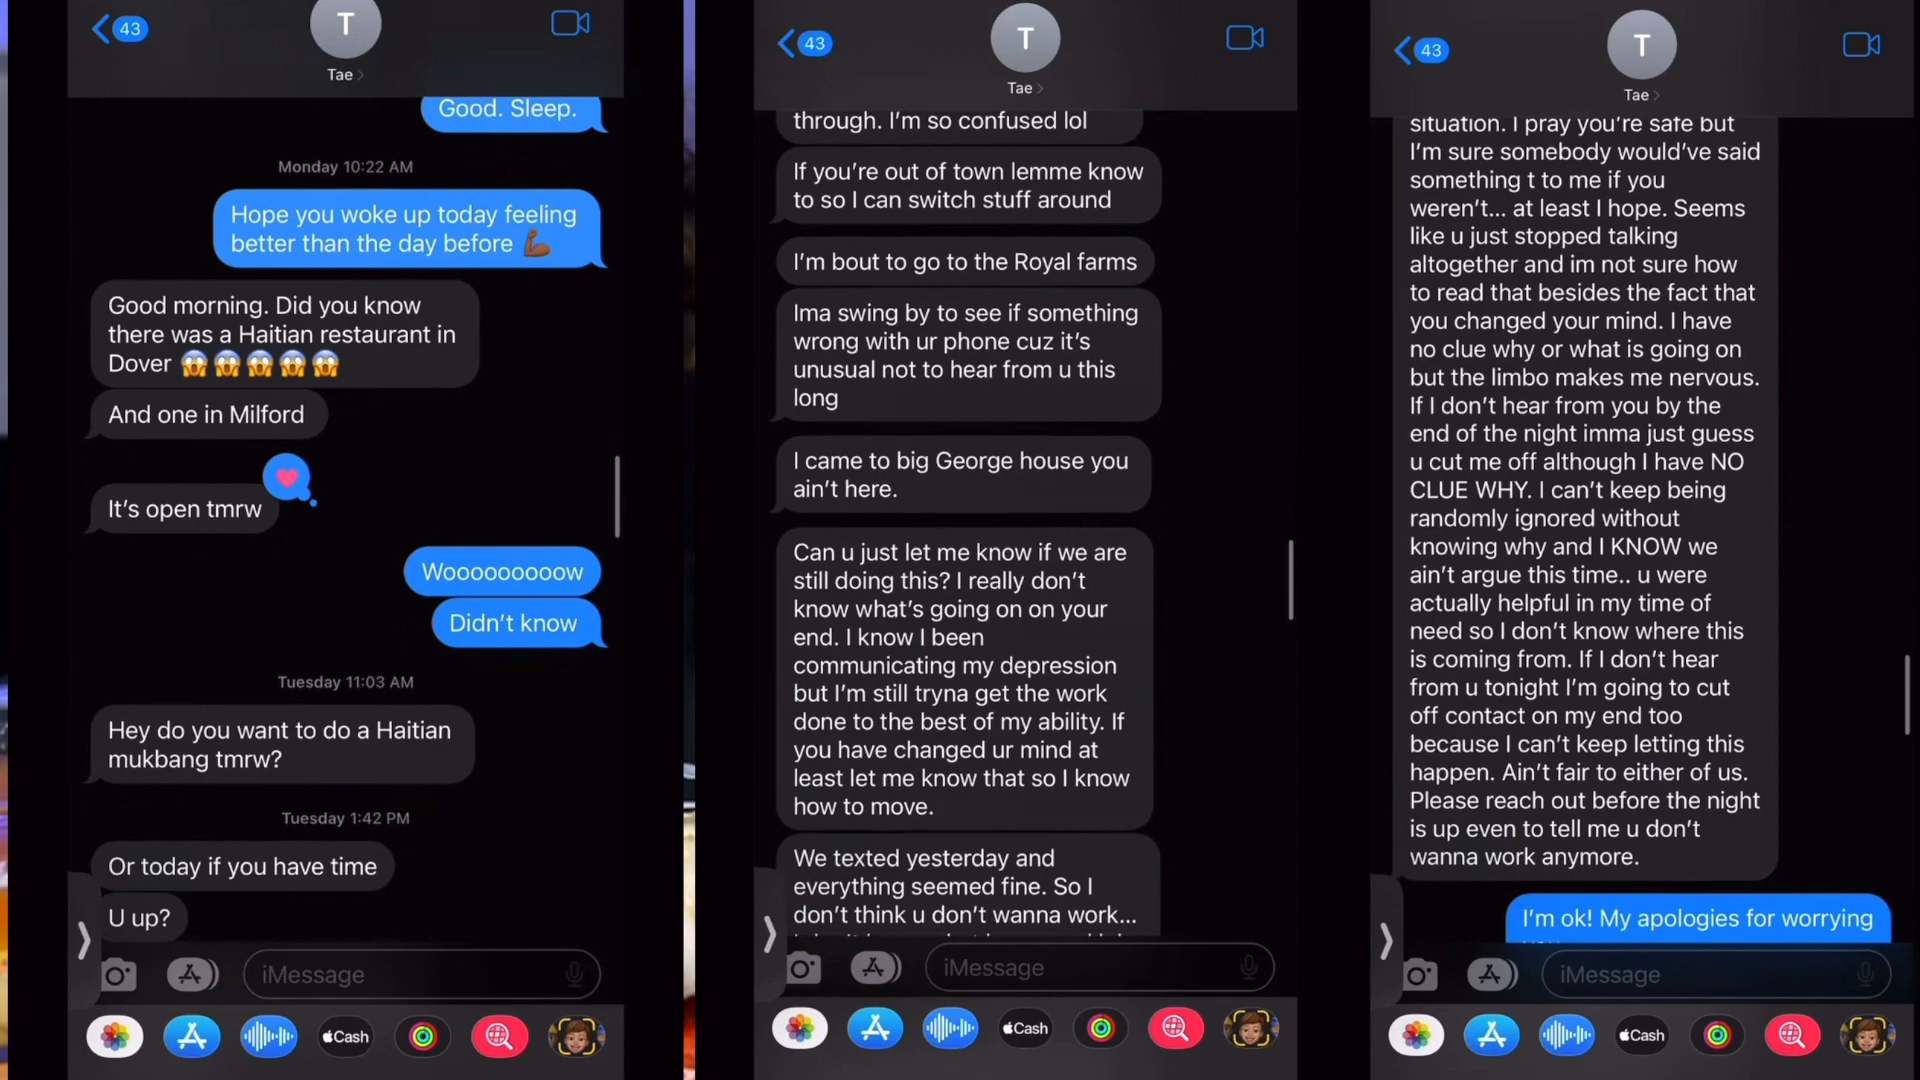 43
T
Tae
Good. Sleep.
Monday 10:22 AM
Hope you woke up today feeling
better than the day before
Good morning. Did you know
there was a Haitian restaurant in
Dover
And one in Milford
It's open tmrw
Wooooooooow
Didn't know
Tuesday 11:03 AM
Hey do you want to do a Haitian
mukbang tmrw?
Tuesday 1:42 PM
Or today if you have time
U up?
iMessage
Cash
43
T
Tae
through. I'm so confused lol
If you're out of town lemme know
to so I can switch stuff around
I'm bout to go to the Royal farms
Ima swing by to see if something
wrong with ur phone cuz it's
unusual not to hear from u this
long
I came to big George house you
ain't here.
Can u just let me know if we are
still doing this? I really don't
know what's going on on your
end. I know I been
communicating my depression
but I'm still tryna get the work
done to the best of my ability. If
you have changed ur mind at
least let me know that so I know
how to move.
We texted yesterday and
everything seemed fine. So I
don't think u don't wanna work...
iMessage
Cash
43
T
Tae
situation. I pray you're safe but
I'm sure somebody would've said
something t to me if you
weren't... at least I hope. Seems
like u just stopped talking
altogether and im not sure how
to read that besides the fact that
you changed your mind. I have
no clue why or what is going on
but the limbo makes me nervous.
If I don't hear from you by the
end of the night imma just guess
u cut me off although I have NO
CLUE WHY. I can't keep being
randomly ignored without
knowing why and I KNOW we
ain't argue this time.. u were
actually helpful in my time of
need so I don't know where this
is coming from. If I don't hear
from u tonight I'm going to cut
off contact on my end too
because I can't keep letting this
happen. Ain't fair to either of us.
Please reach out before the night
is up even to tell me u don't
wanna work anymore.
I'm ok! My apologies for worrying
iMessage
Cash